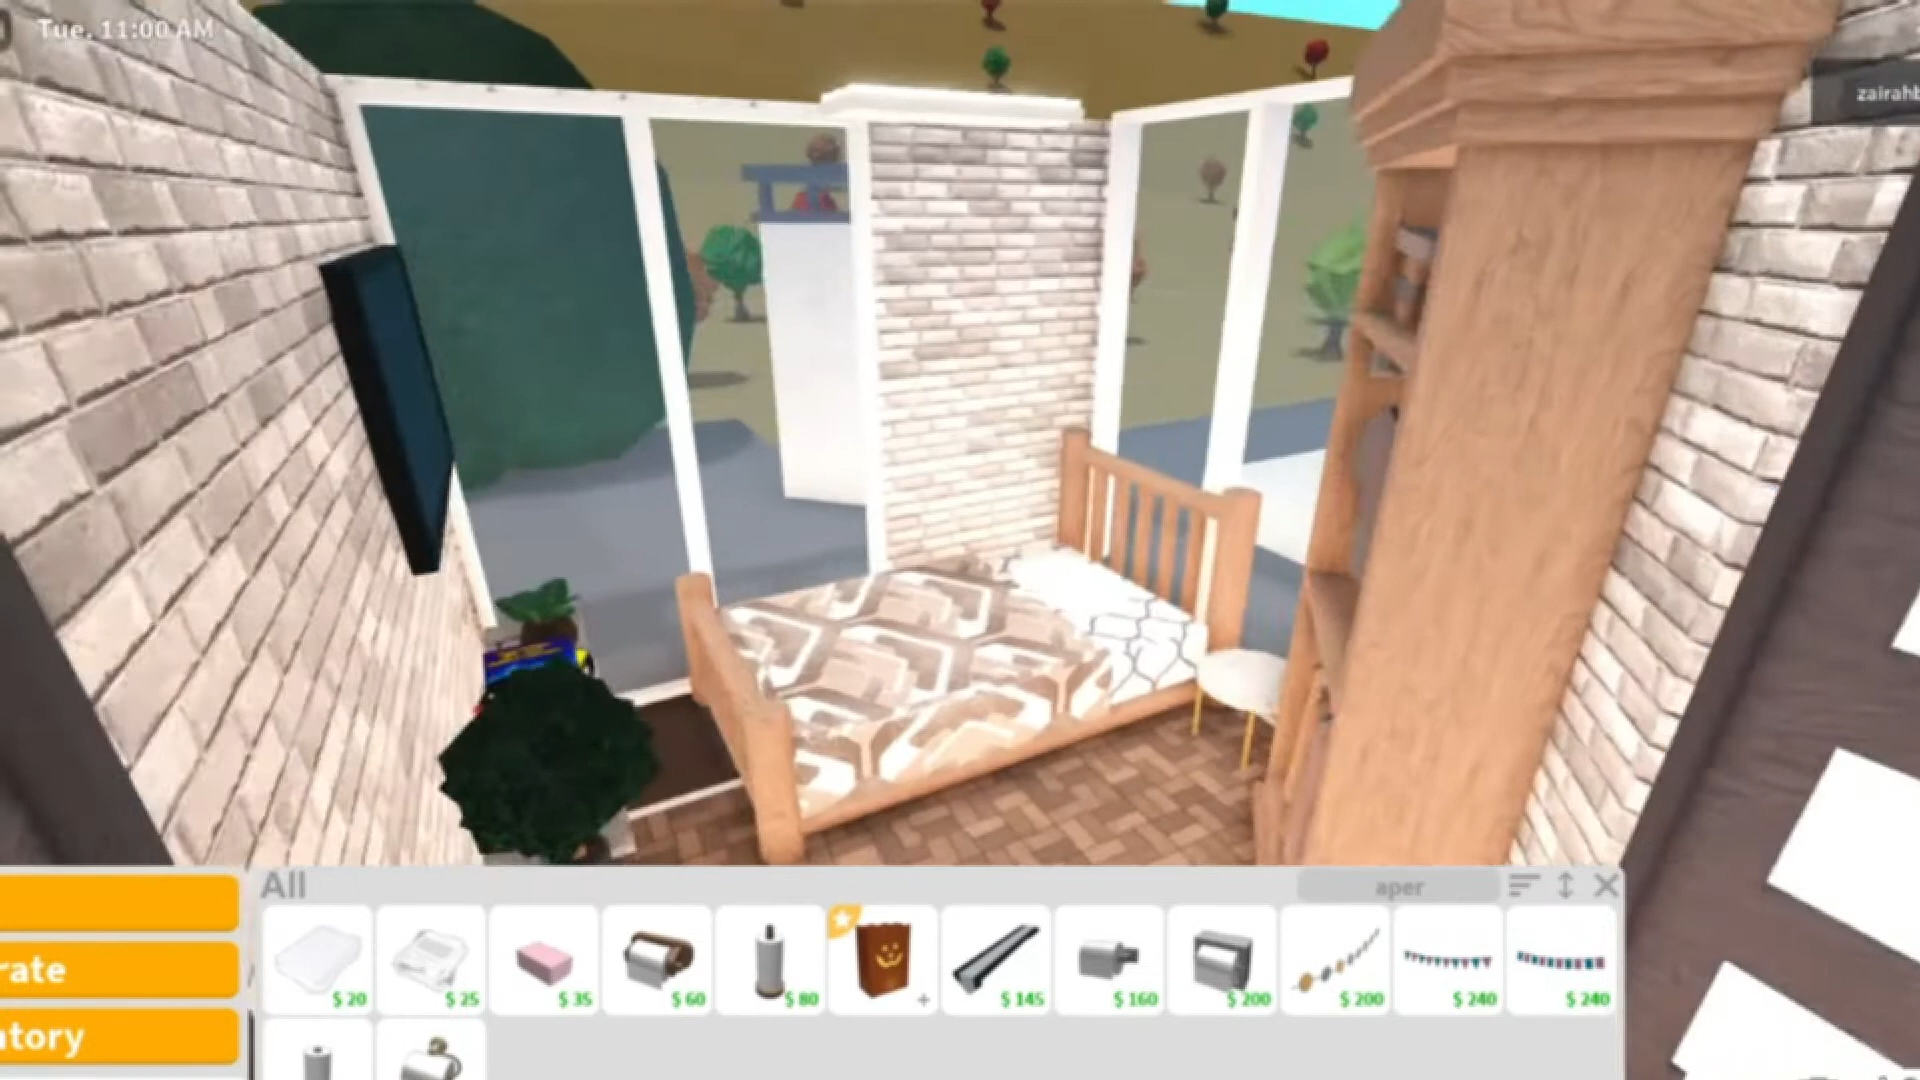 Tue. 11:00 AM
zairahb
All
aper
$ 20
$ 25
$ 35
$ 60
$ 80
+
$ 145
$ 160
$ 200
$ 200
$ 240
$ 240
rate
ntory